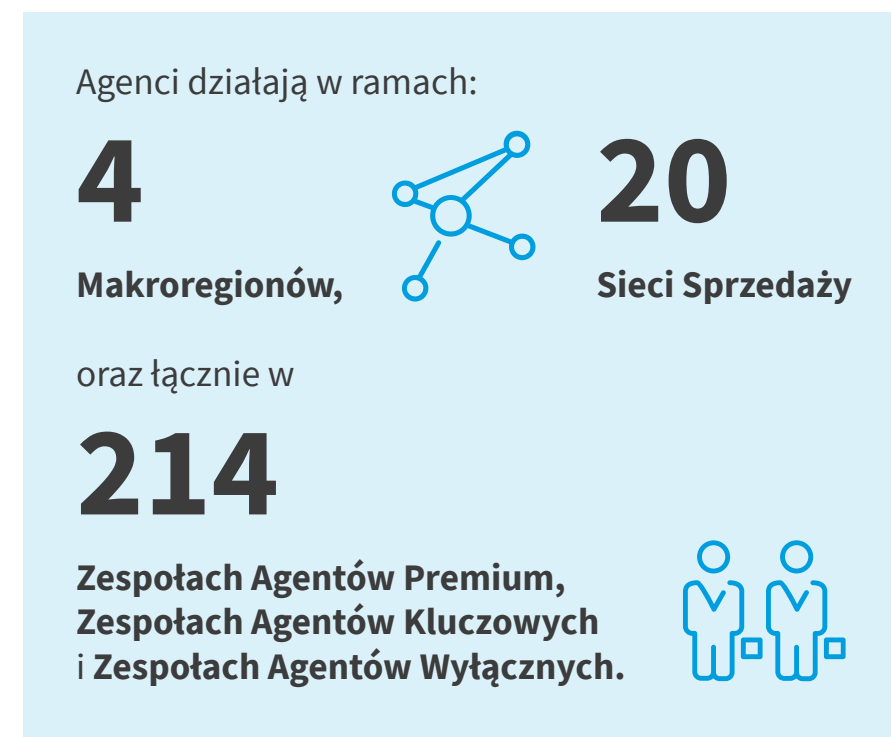 Agenci działają w ramach:
4
Makroregionów,
20
Sieci Sprzedaży
oraz łącznie w
214
Zespołach Agentów Premium,
Zespołach Agentów Kluczowych
i Zespołach Agentów Wyłącznych.